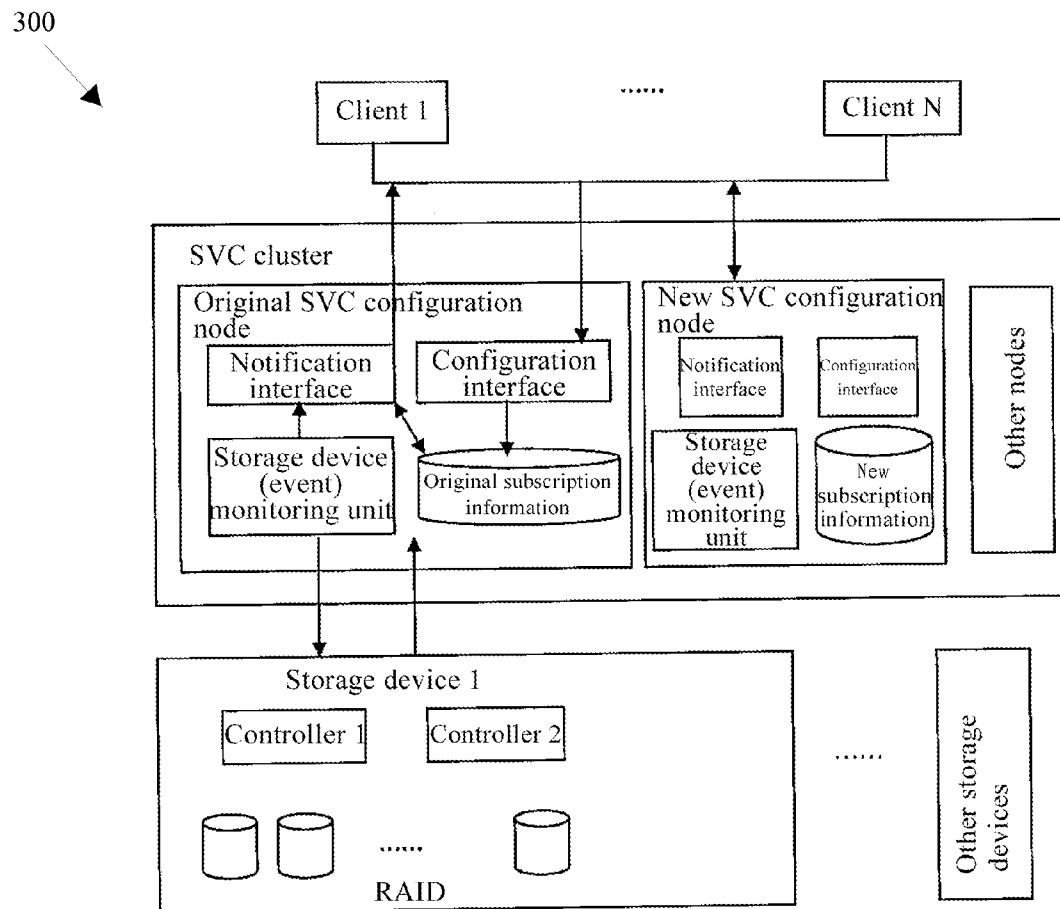 300
Client 1
......
Client N
SVC cluster
Original SVC configuration
node
New SVC configuration
node
Notification
interface
Configuration
interface
Notification
interface
Configuration
interface
Other nodes
Storage device
(event)
monitoring unit
Original subscription
information
Storage
device
(event)
monitoring
unit
New
subscription
information
Storage device 1
Controller 1
Controller 2
......
Other storage
devices
......
RAID